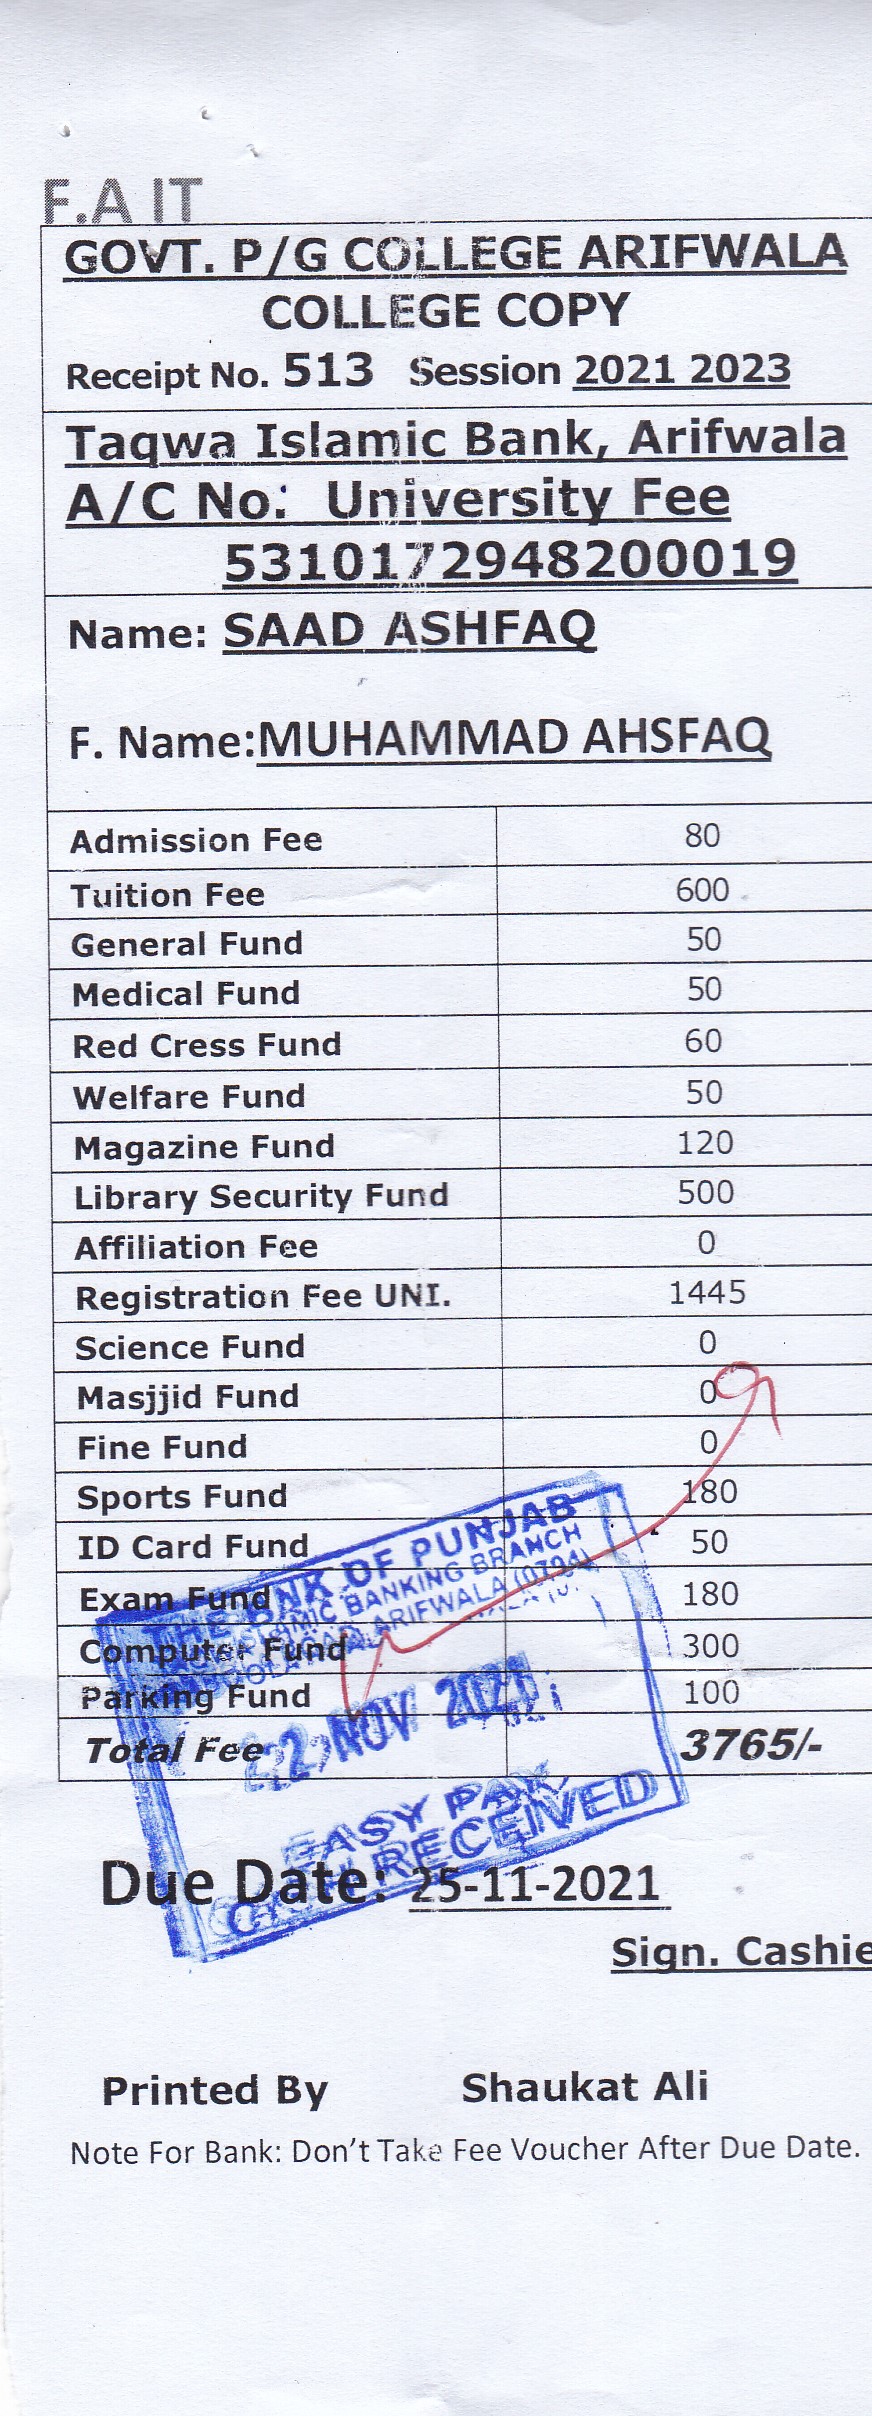 F.A IT
GOVT. P/G COLLEGE ARIFWALA
COLLEGE COPY
Receipt No. 513 Session 2021 2023
Taqwa Islamic Bank, Arifwala
A/C No: University Fee
5310172948200019
Name: SAAD ASHFAQ
F. Name:MUHAMMAD AHSFAQ
Admission Fee 80
Tuition Fee 600
General Fund 50
Medical Fund 50
Red Cress Fund 60
Welfare Fund 50
Magazine Fund 120
Library Security Fund 500
Affiliation Fee 0
Registration Fee UNI. 1445
Science Fund 0
Masjjid Fund 0
Fine Fund 0
Sports Fund 180
ID Card Fund 50
Exam Fund 180
Computer Fund 300
Parking Fund 100
Total Fee 3765/-
THE BANK OF PUNJAB
ISLAMIC BANKING BRANCH
ARIFWALA (0704)
22 NOV 2021
EASY PAY
CASH RECEIVED
Due Date: 25-11-2021
Sign. Cashie
Printed By Shaukat Ali
Note For Bank: Don't Take Fee Voucher After Due Date.